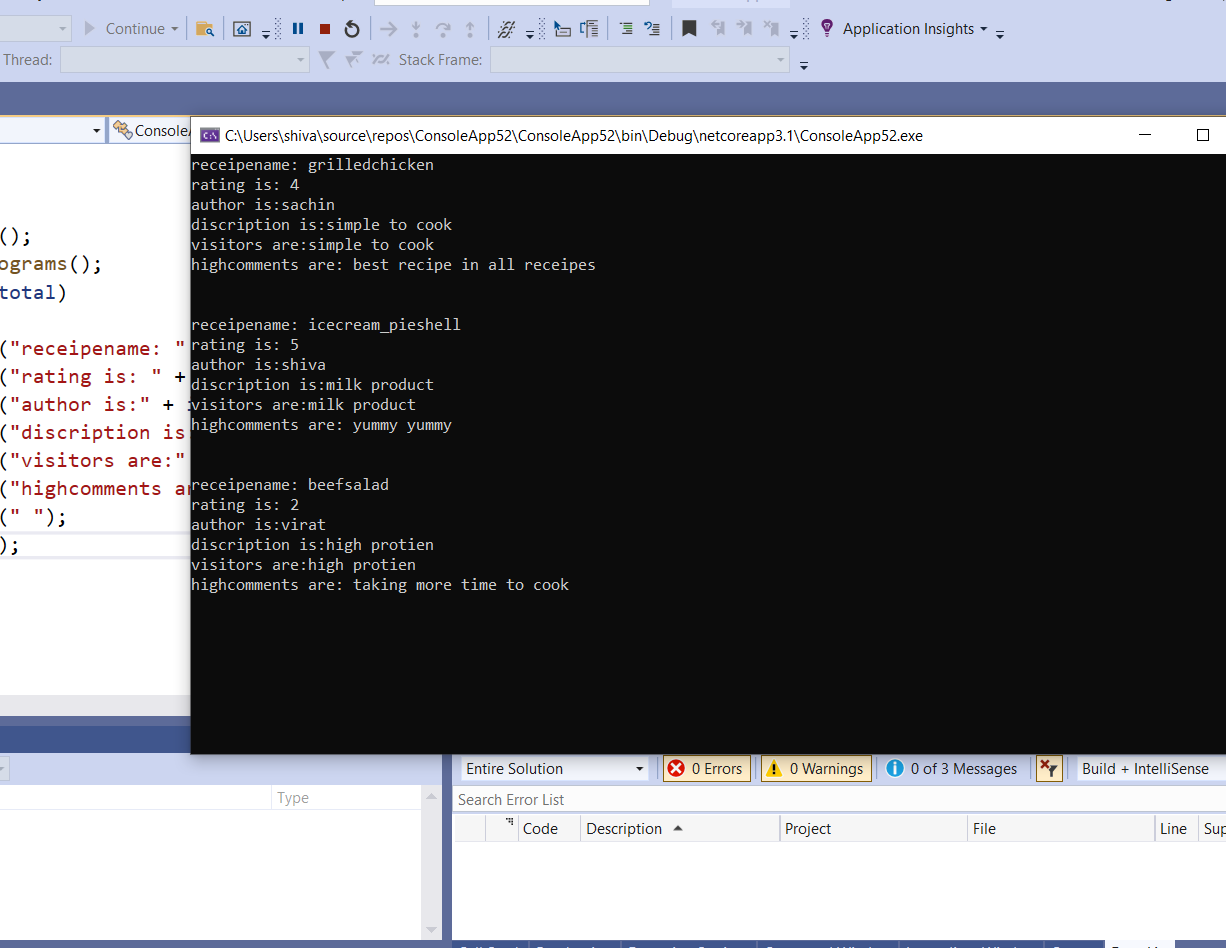 Continue
Application Insights
Thread:
Stack Frame:
C:\Users\shiva\source\repos\ConsoleApp52\ConsoleApp52\bin\Debug\netcoreapp3.1\ConsoleApp52.exe
ConsoleA
();
ograms();
total)
("receipename: "
("rating is: " +
("author is:" +
("discription is
("visitors are:"
("highcomments ar
(" ");
);
receipename: grilledchicken
rating is: 4
author is:sachin
discription is:simple to cook
visitors are:simple to cook
highcomments are: best recipe in all receipes
receipename: icecream_pieshell
rating is: 5
author is:shiva
discription is:milk product
visitors are:milk product
highcomments are: yummy yummy
receipename: beefsalad
rating is: 2
author is:virat
discription is:high protien
visitors are:high protien
highcomments are: taking more time to cook
Entire Solution
0 Errors
0 Warnings
0 of 3 Messages
Build + IntelliSense
Type
Search Error List
Code Description Project File Line Sup